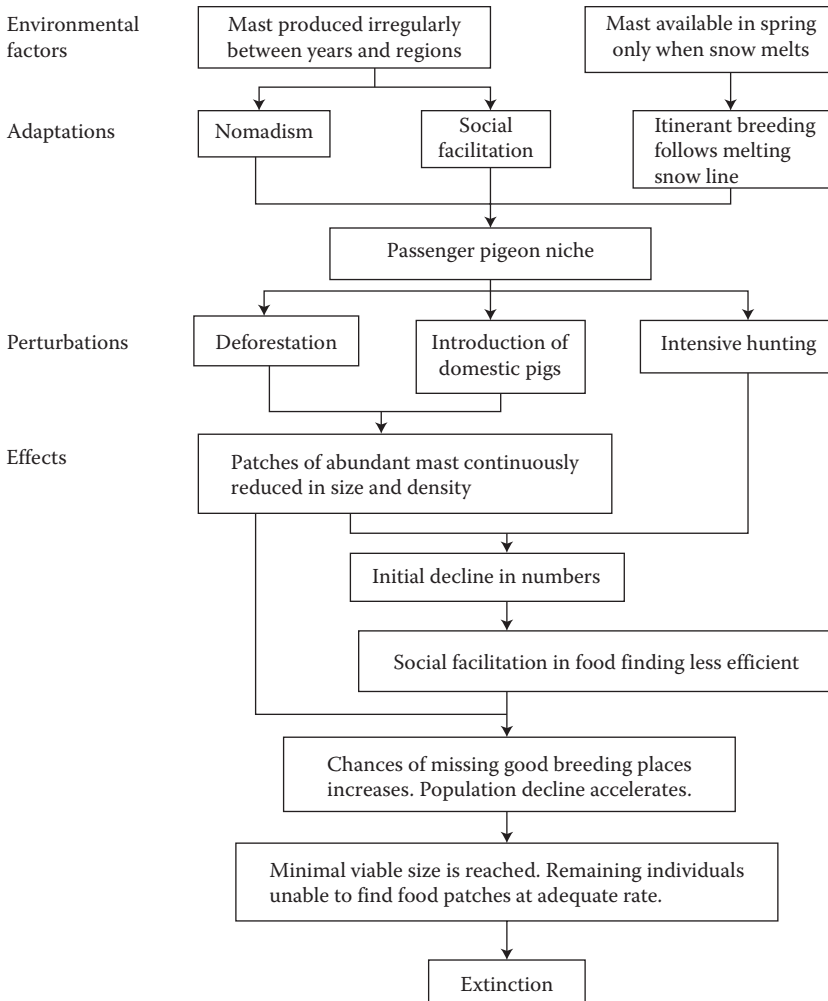 Environmental
factors
Mast produced irregularly
between years and regions
Mast available in spring
only when snow melts
Adaptations
Nomadism
Social
facilitation
Itinerant breeding
follows melting
snow line
Passenger pigeon niche
Perturbations
Deforestation
Introduction of
domestic pigs
Intensive hunting
Effects
Patches of abundant mast continuously
reduced in size and density
Initial decline in numbers
Social facilitation in food finding less efficient
Chances of missing good breeding places
increases. Population decline accelerates.
Minimal viable size is reached. Remaining individuals
unable to find food patches at adequate rate.
Extinction